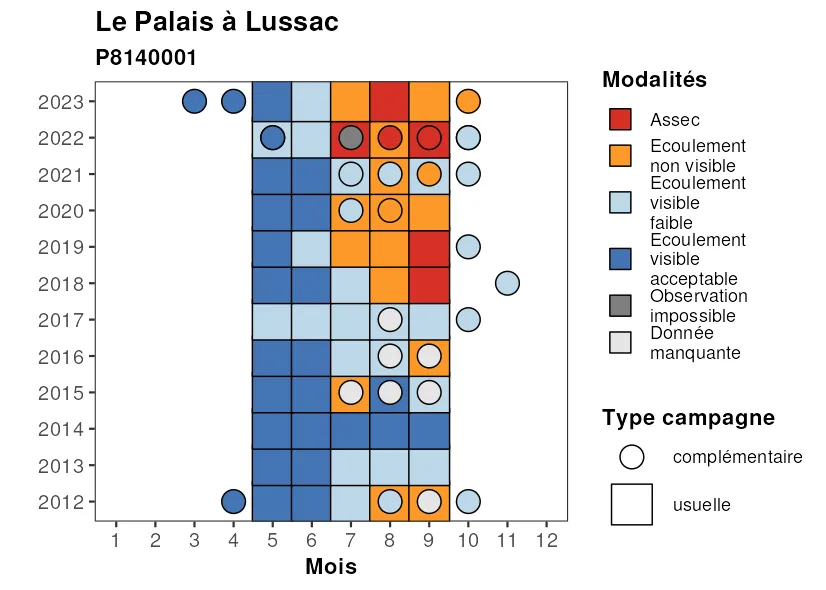 Le Palais à Lussac
P8140001
2023
2022
2021
2020
2019
2018
2017
2016
2015
2014
2013
2012
1 2 3 4 5 6 7 8 9 10 11 12
Mois
Modalités
Assec
Ecoulement
non visible
Ecoulement
visible
faible
Ecoulement
visible
acceptable
Observation
impossible
Donnée
manquante
Type campagne
complémentaire
usuelle